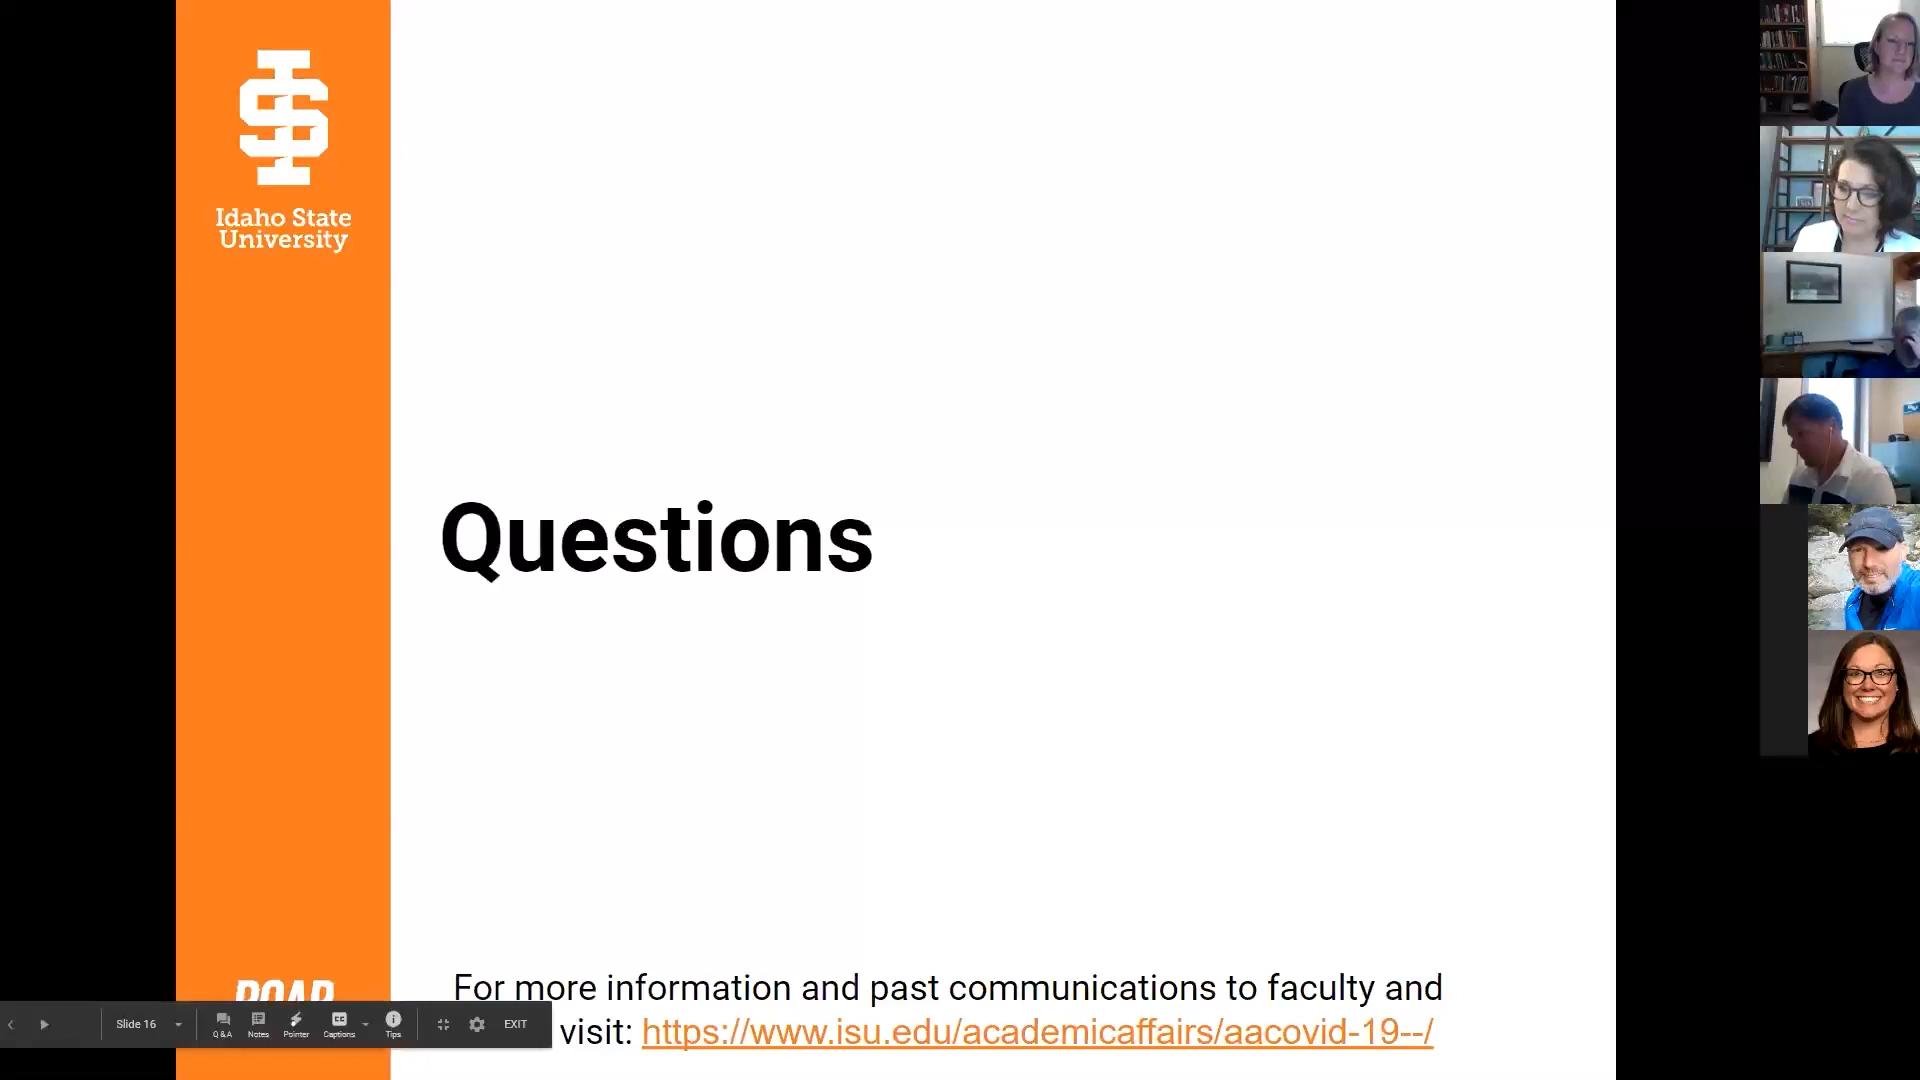 Idaho State
University
Questions
ROAR
For more information and past communications to faculty and
visit: https://www.isu.edu/academicaffairs/aacovid-19--/
Slide 16
Q&A
Notes
Pointer
Captions
Tips
EXIT